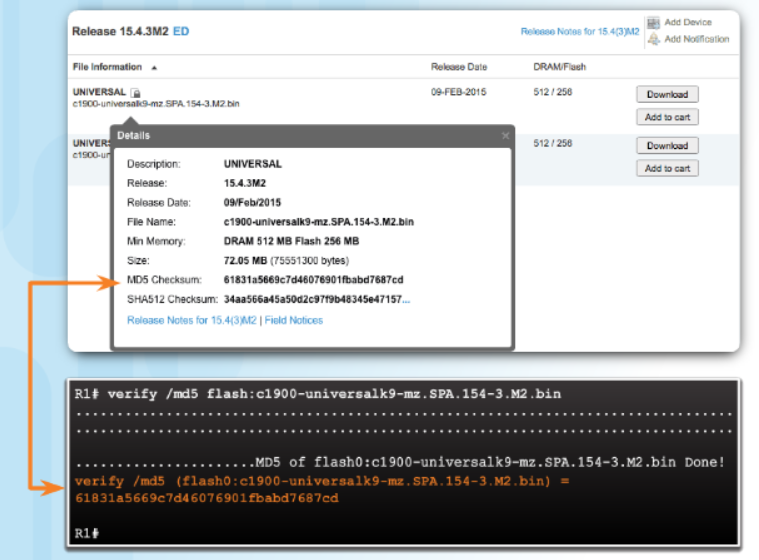 Release 15.4.3M2 ED
Release Notes for 15.4(3)M2
Add Device
Add Notification
File Information
Release Date
DRAM/Flash
UNIVERSAL
c1900-universalk9-mz.SPA.154-3.M2.bin
09-FEB-2015
512 / 256
Download
Add to cart
UNIVERS
c1900-un
512 / 256
Download
Add to cart
Details
Description: UNIVERSAL
Release: 15.4.3M2
Release Date: 09/Feb/2015
File Name: c1900-universalk9-mz.SPA.154-3.M2.bin
Min Memory: DRAM 512 MB Flash 256 MB
Size: 72.05 MB (75551300 bytes)
MD5 Checksum: 61831a5669c7d46076901fbabd7687cd
SHA512 Checksum: 34aa566a45a50d2c97f9b48345e47157...
Release Notes for 15.4(3)M2 | Field Notices
R1# verify /md5 flash:c1900-universalk9-mz.SPA.154-3.M2.bin
..................................................................
..................................................................
......................MD5 of flash0:c1900-universalk9-mz.SPA.154-3.M2.bin Done!
verify /md5 (flash0:c1900-universalk9-mz.SPA.154-3.M2.bin) =
61831a5669c7d46076901fbabd7687cd
R1#